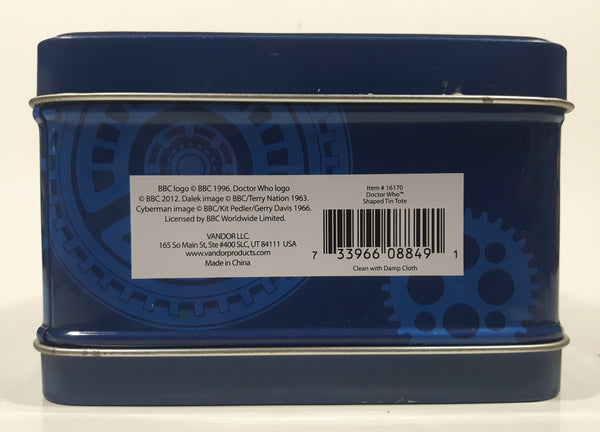 BBC logo © BBC 1996. Doctor Who logo
© BBC 2012. Dalek image © BBC/Terry Nation 1963.
Cyberman image © BBC/Kit Pedler/Gerry Davis 1966.
Licensed by BBC Worldwide Limited.
VANDOR LLC.
165 So Main St, Ste #400 SLC, UT 84111 USA
www.vandorproducts.com
Made in China
Item # 16170
Doctor Who™
Shaped Tin Tote
7 33966 08849 1
Clean with Damp Cloth